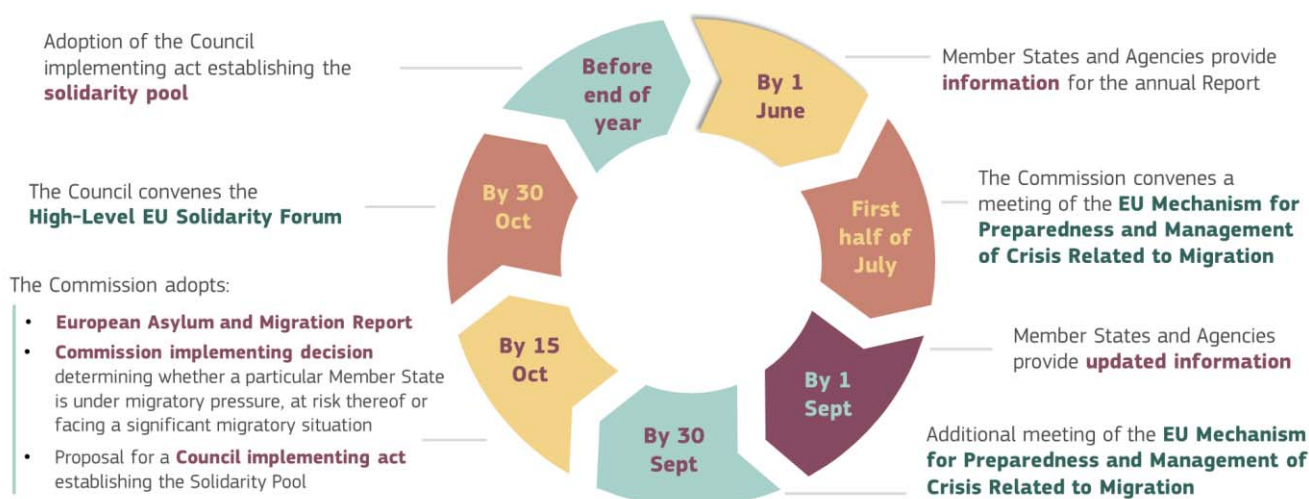 Before
end of
year
Adoption of the Council
implementing act establishing the
solidarity pool
By 1
June
Member States and Agencies provide
information for the annual Report
First
half of
July
The Commission convenes a
meeting of the EU Mechanism for
Preparedness and Management
of Crisis Related to Migration
By 1
Sept
Member States and Agencies
provide updated information
By 30
Sept
Additional meeting of the EU Mechanism
for Preparedness and Management of
Crisis Related to Migration
By 15
Oct
The Commission adopts:
• European Asylum and Migration Report
• Commission implementing decision
determining whether a particular Member State
is under migratory pressure, at risk thereof or
facing a significant migratory situation
• Proposal for a Council implementing act
establishing the Solidarity Pool
By 30
Oct
The Council convenes the
High-Level EU Solidarity Forum